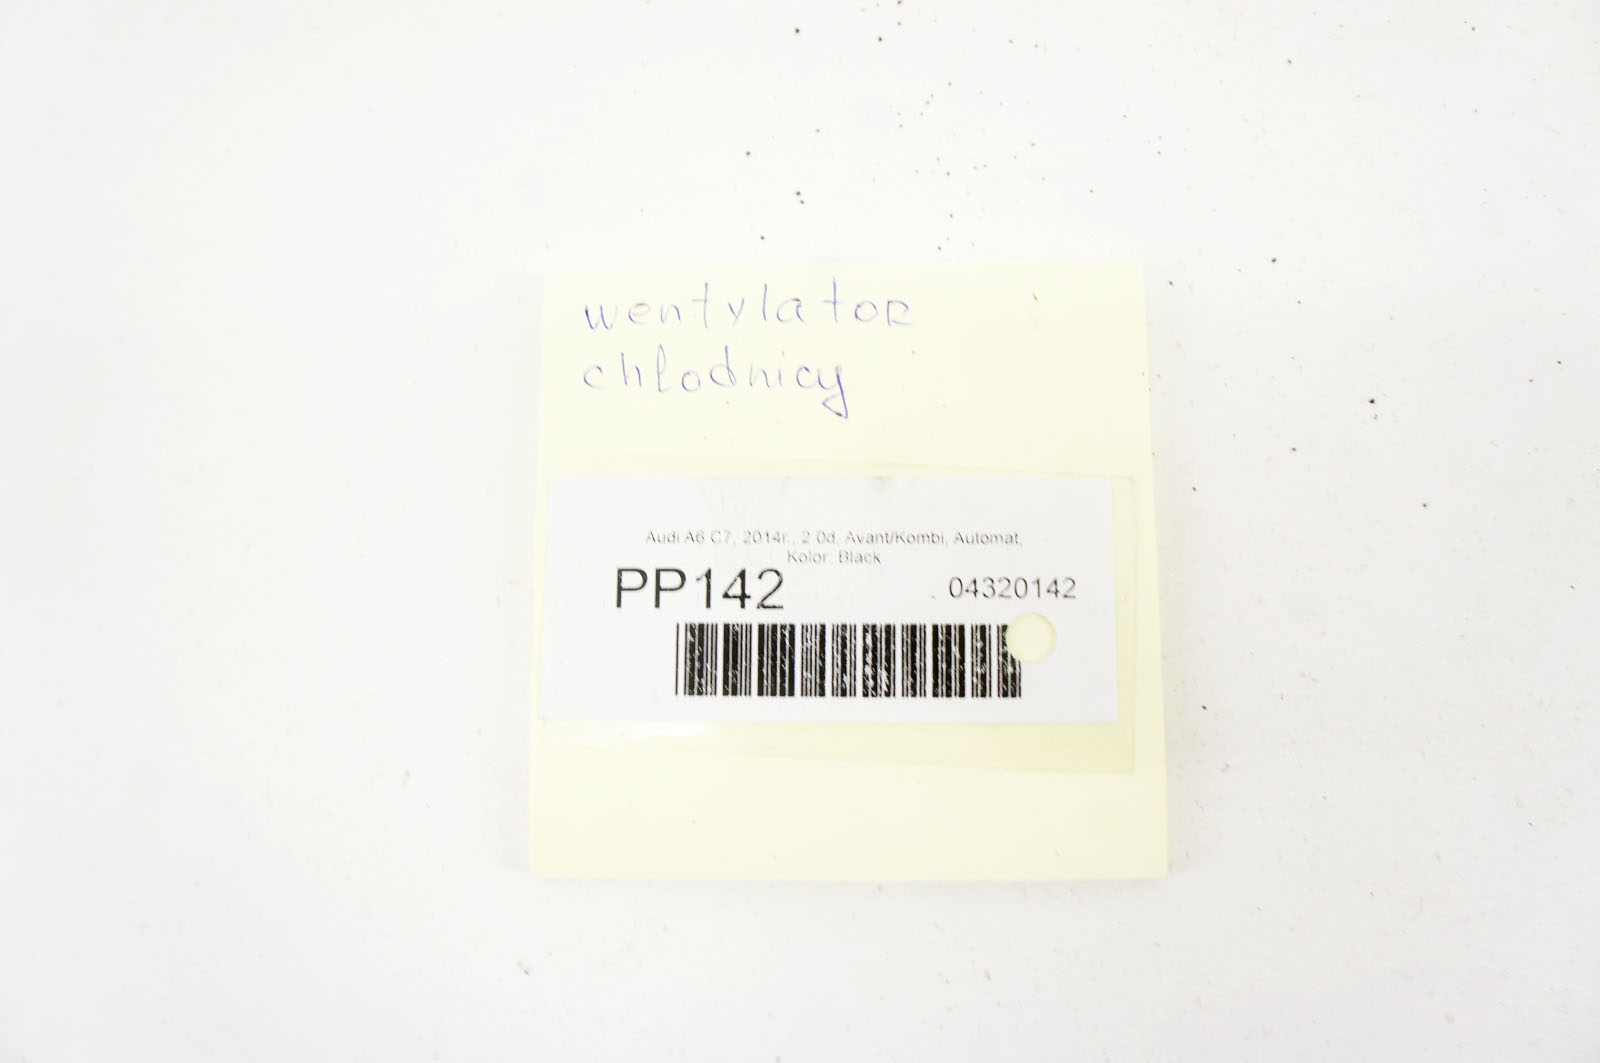 wentylator
chłodnicy
Audi A6 C7, 2014r., 2.0d, Avant/Kombi, Automat,
Kolor: Black
PP142
04320142